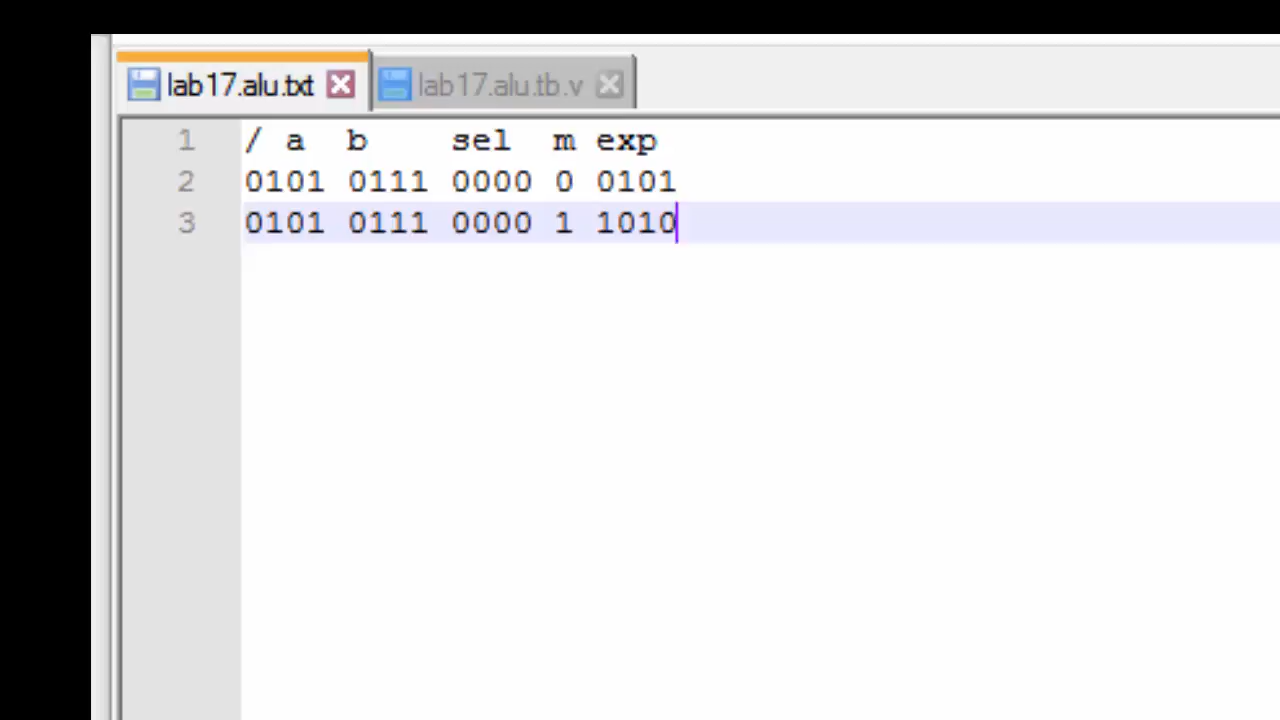 lab17.alu.txt lab17.alu.tb.v
1 / a b sel m exp
2 0101 0111 0000 0 0101
3 0101 0111 0000 1 1010